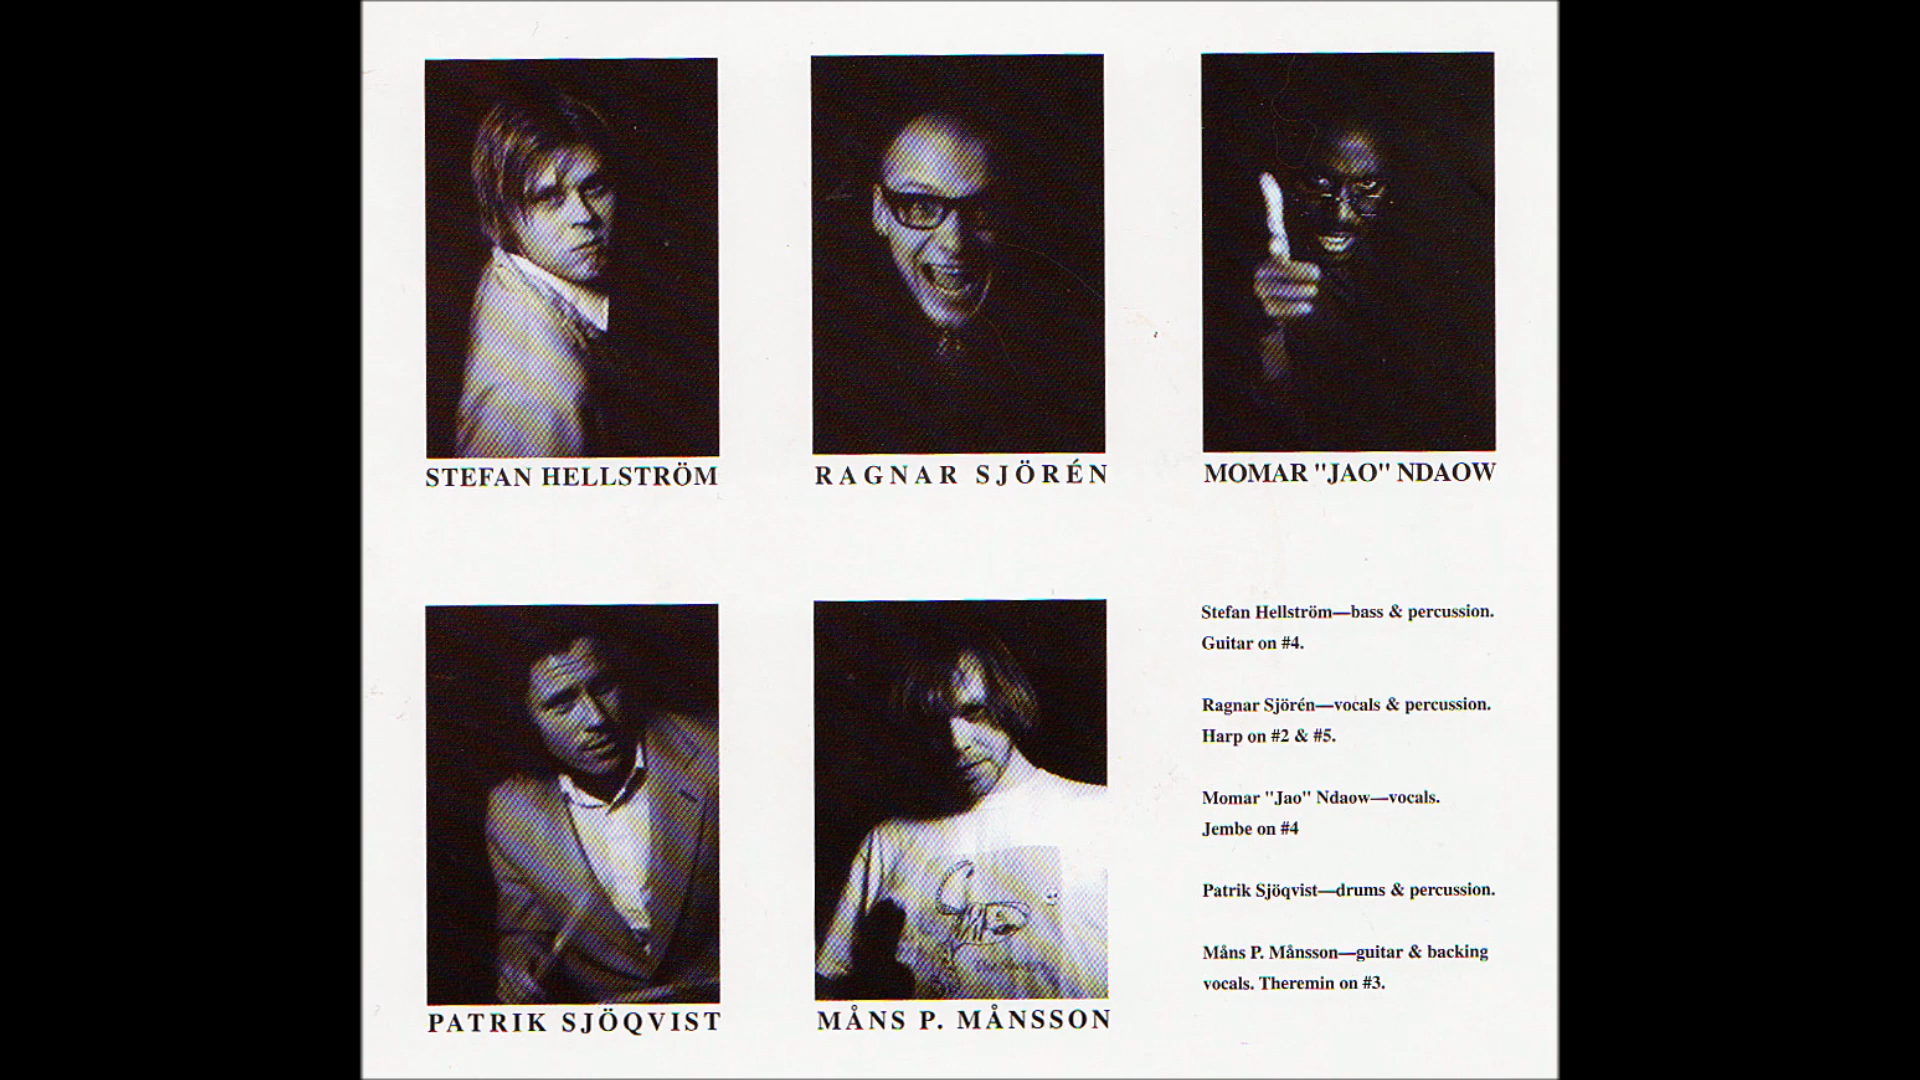 STEFAN HELLSTRÖM
RAGNAR SJÖRÉN
MOMAR "JAO" NDAOW
PATRIK SJÖQVIST
MÅNS P. MÅNSSON
Stefan Hellström—bass & percussion.
Guitar on #4.
Ragnar Sjörén—vocals & percussion.
Harp on #2 & #5.
Momar "Jao" Ndaow—vocals.
Jembe on #4
Patrik Sjöqvist—drums & percussion.
Måns P. Månsson—guitar & backing
vocals. Theremin on #3.